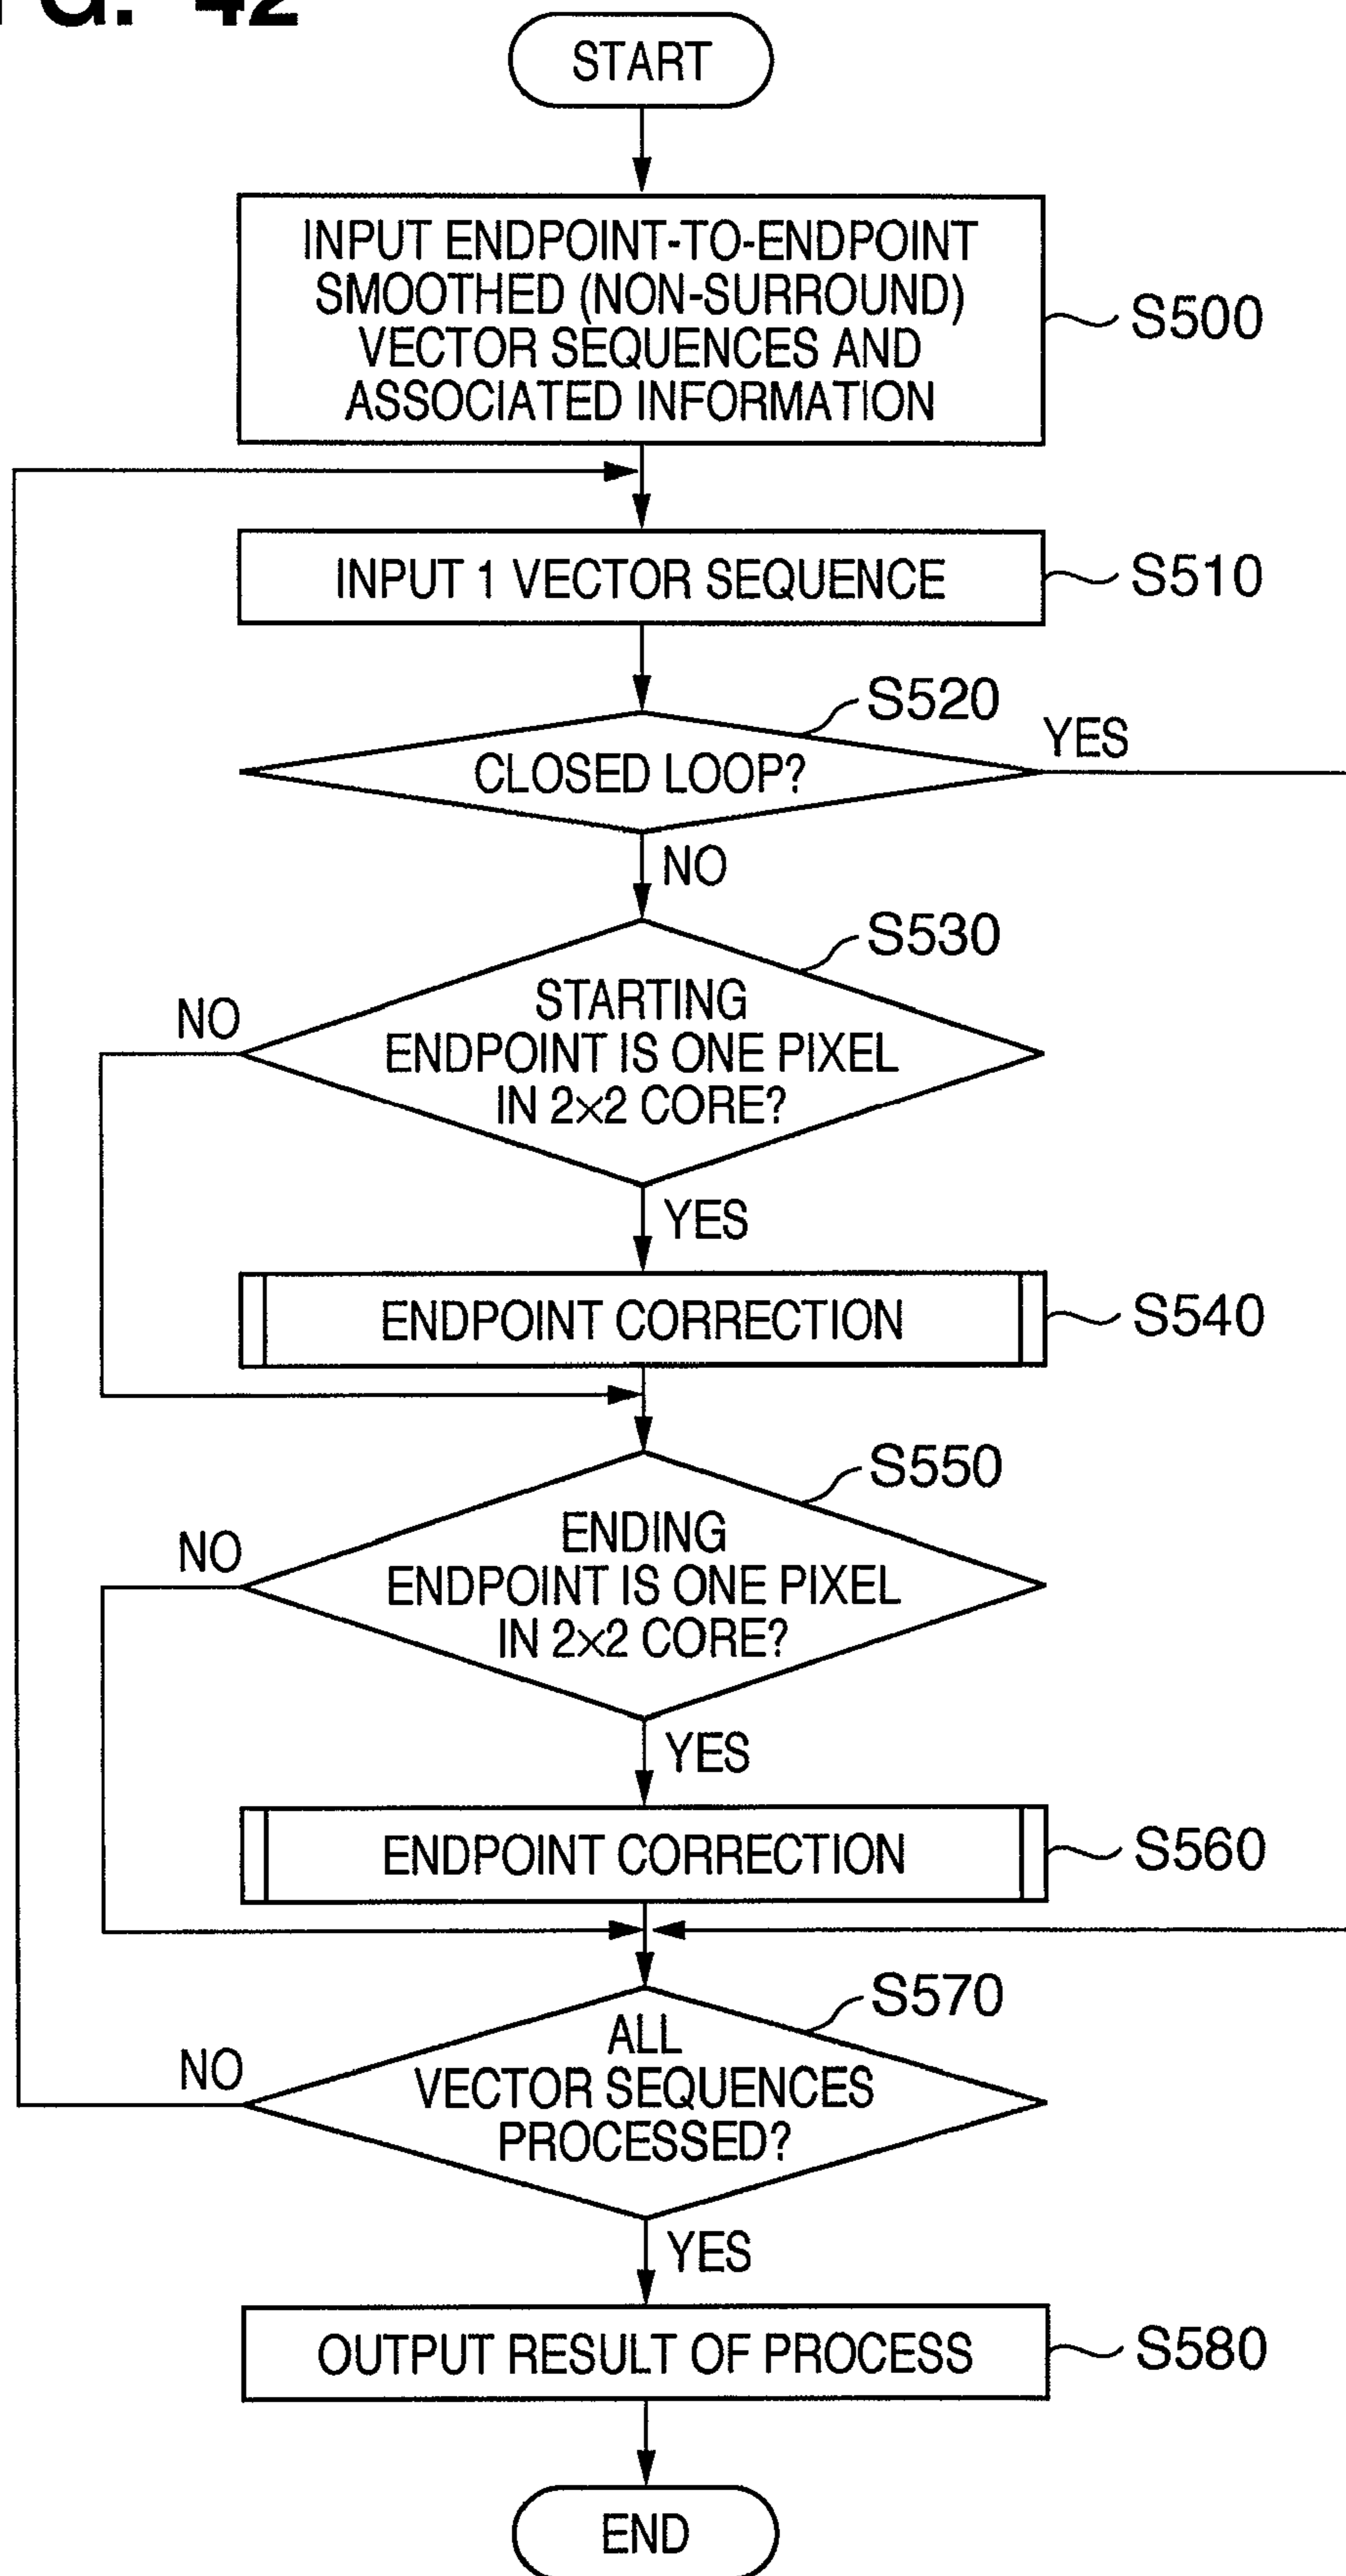 42
START
INPUT ENDPOINT-TO-ENDPOINT
SMOOTHED (NON-SURROUND)
VECTOR SEQUENCES AND
ASSOCIATED INFORMATION
S500
INPUT 1 VECTOR SEQUENCE
S510
S520
CLOSED LOOP?
YES
NO
S530
STARTING
ENDPOINT IS ONE PIXEL
IN 2×2 CORE?
NO
YES
ENDPOINT CORRECTION
S540
S550
ENDING
ENDPOINT IS ONE PIXEL
IN 2×2 CORE?
NO
YES
ENDPOINT CORRECTION
S560
S570
ALL
VECTOR SEQUENCES
PROCESSED?
NO
YES
OUTPUT RESULT OF PROCESS
S580
END